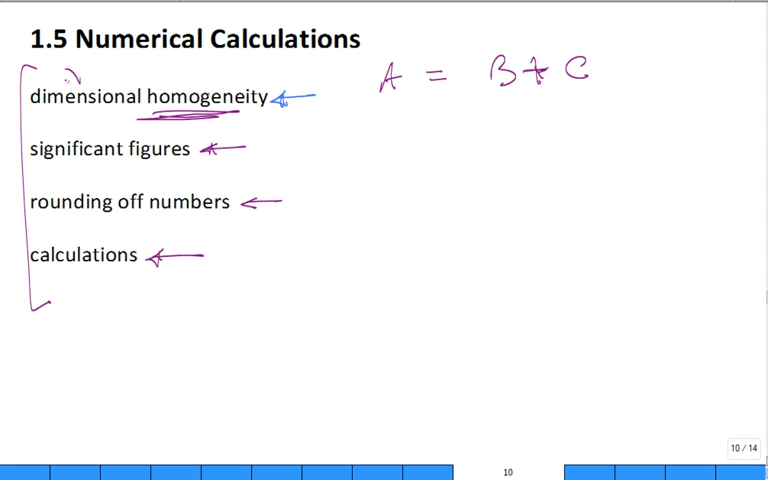 1.5 Numerical Calculations
A = B + C
dimensional homogeneity
significant figures
rounding off numbers
calculations
10 / 14
10